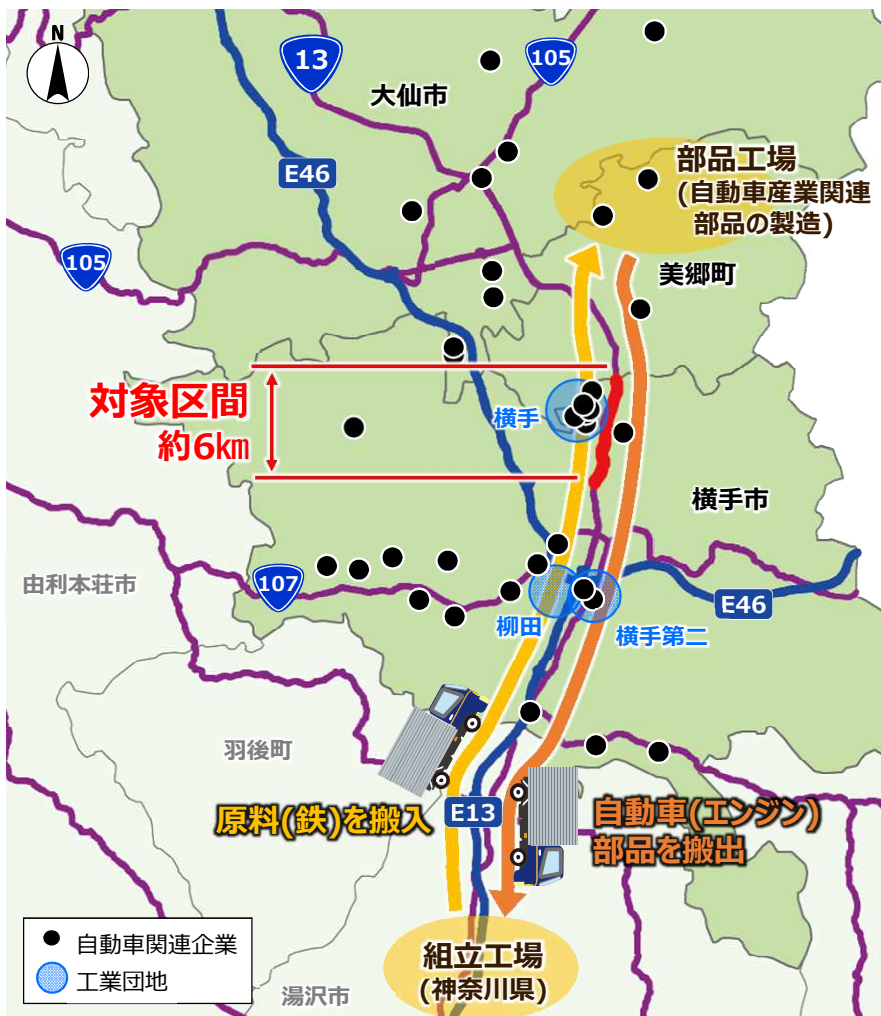 N
13
105
大仙市
部品工場
(自動車産業関連
部品の製造)
E46
105
美郷町
対象区間
約6㎞
横手
横手市
由利本荘市
107
柳田
横手第二
E46
羽後町
原料(鉄)を搬入
E13
自動車(エンジン)
部品を搬出
組立工場
(神奈川県)
自動車関連企業
工業団地
湯沢市